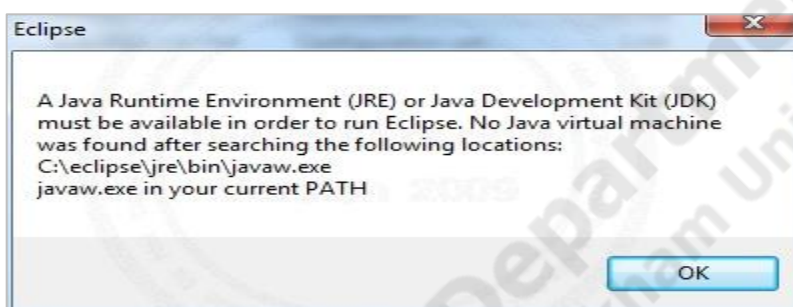 Eclipse
A Java Runtime Environment (JRE) or Java Development Kit (JDK)
must be available in order to run Eclipse. No Java virtual machine
was found after searching the following locations:
C:\eclipse\jre\bin\javaw.exe
javaw.exe in your current PATH
2009
OK